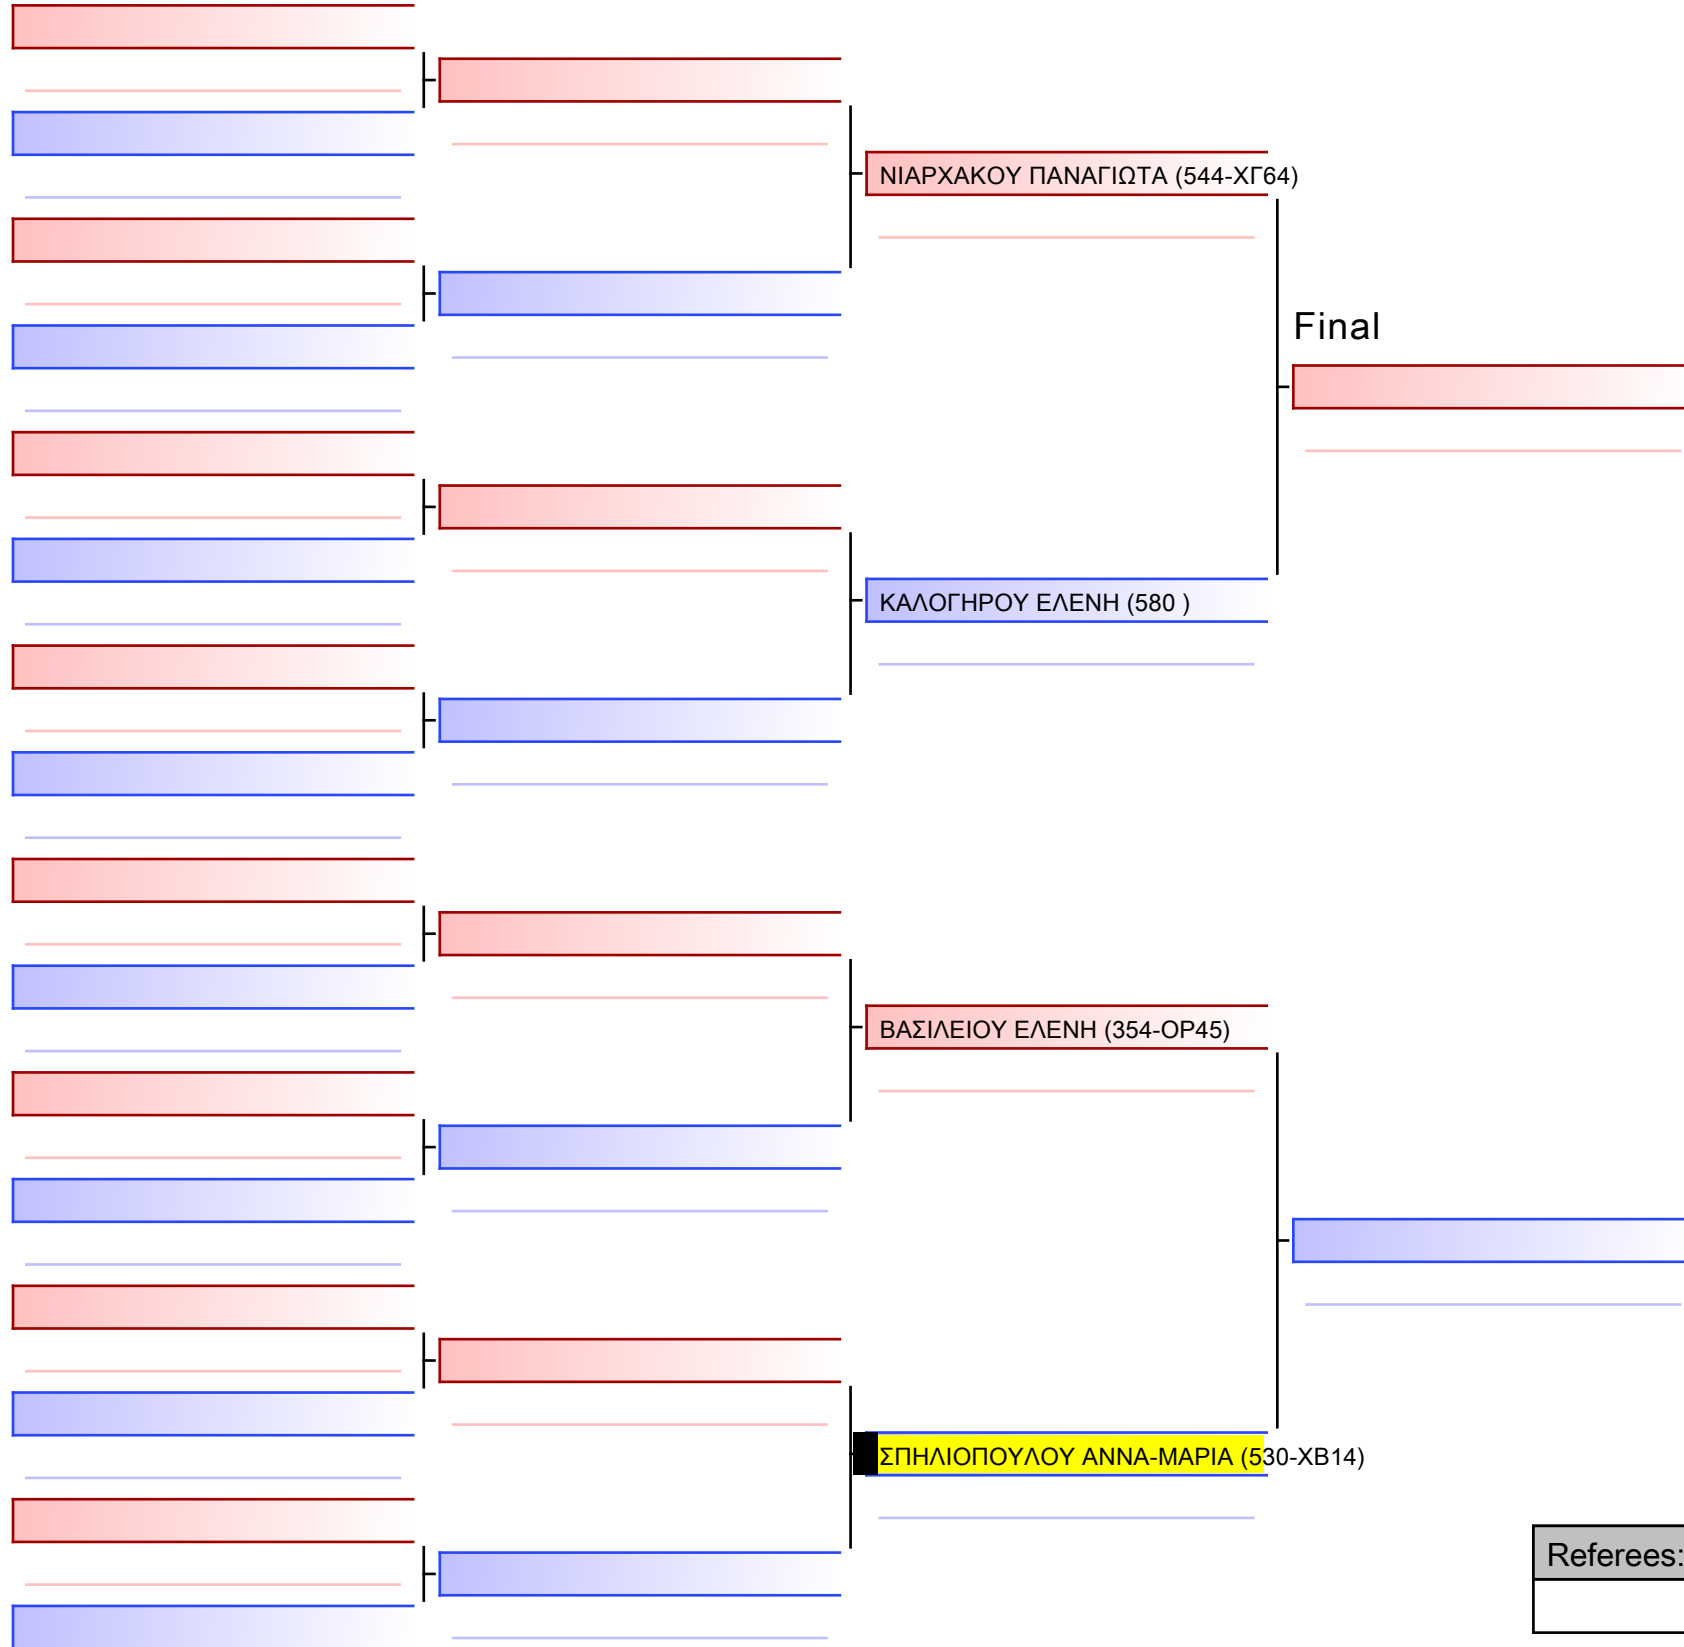 ΝΙΑΡΧΑΚΟΥ ΠΑΝΑΓΙΩΤΑ (544-ΧΓ64)
Final
ΚΑΛΟΓΗΡΟΥ ΕΛΕΝΗ (580 )
ΒΑΣΙΛΕΙΟΥ ΕΛΕΝΗ (354-ΟΡ45)
ΣΠΗΛΙΟΠΟΥΛΟΥ ΑΝΝΑ-ΜΑΡΙΑ (530-ΧΒ14)
Referees: